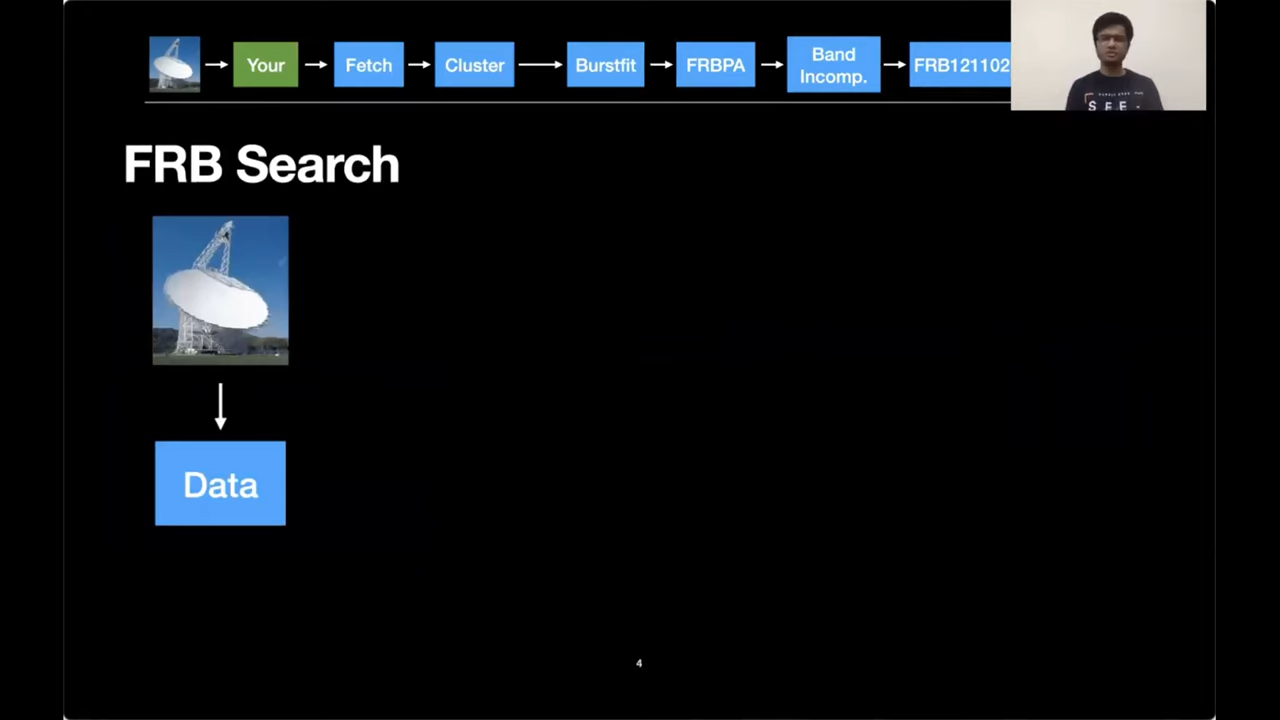 Your
Fetch
Cluster
Burstfit
FRBPA
Band
Incomp.
FRB121102
FRB Search
Data
4